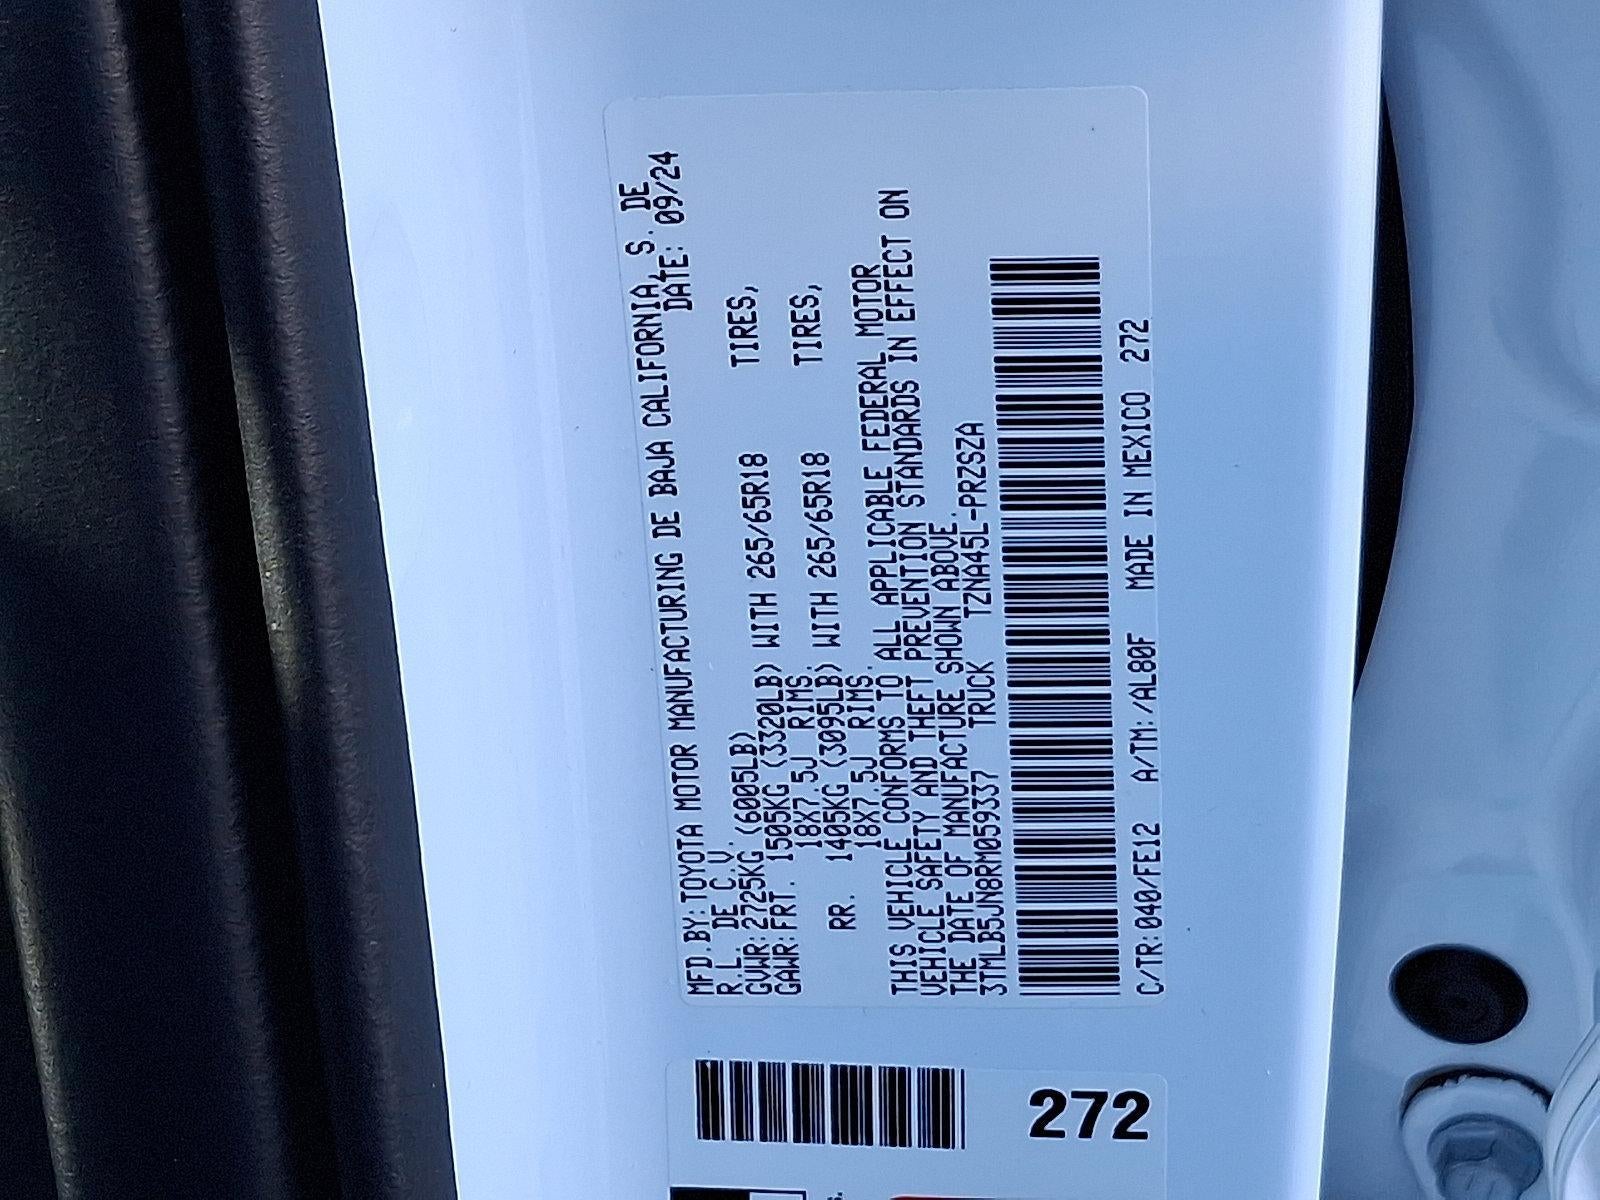 MFD.BY:TOYOTA MOTOR MANUFACTURING DE BAJA CALIFORNIA, S. DE
R.L. DE C.V. DATE: 09/24
GVWR:2725KG (6005LB)
GAWR:FRT. 1505KG (3320LB) WITH 265/65R18 TIRES,
18X7.5J RIMS.
RR. 1405KG (3095LB) WITH 265/65R18 TIRES,
18X7.5J RIMS.
THIS VEHICLE CONFORMS TO ALL APPLICABLE FEDERAL MOTOR
VEHICLE SAFETY AND THEFT PREVENTION STANDARDS IN EFFECT ON
THE DATE OF MANUFACTURE SHOWN ABOVE.
3TMLB5JN8RM059337 TRUCK TZNA45L-PRZSZA
C/TR:040/FE12 A/TM:/AL80F MADE IN MEXICO 272
272